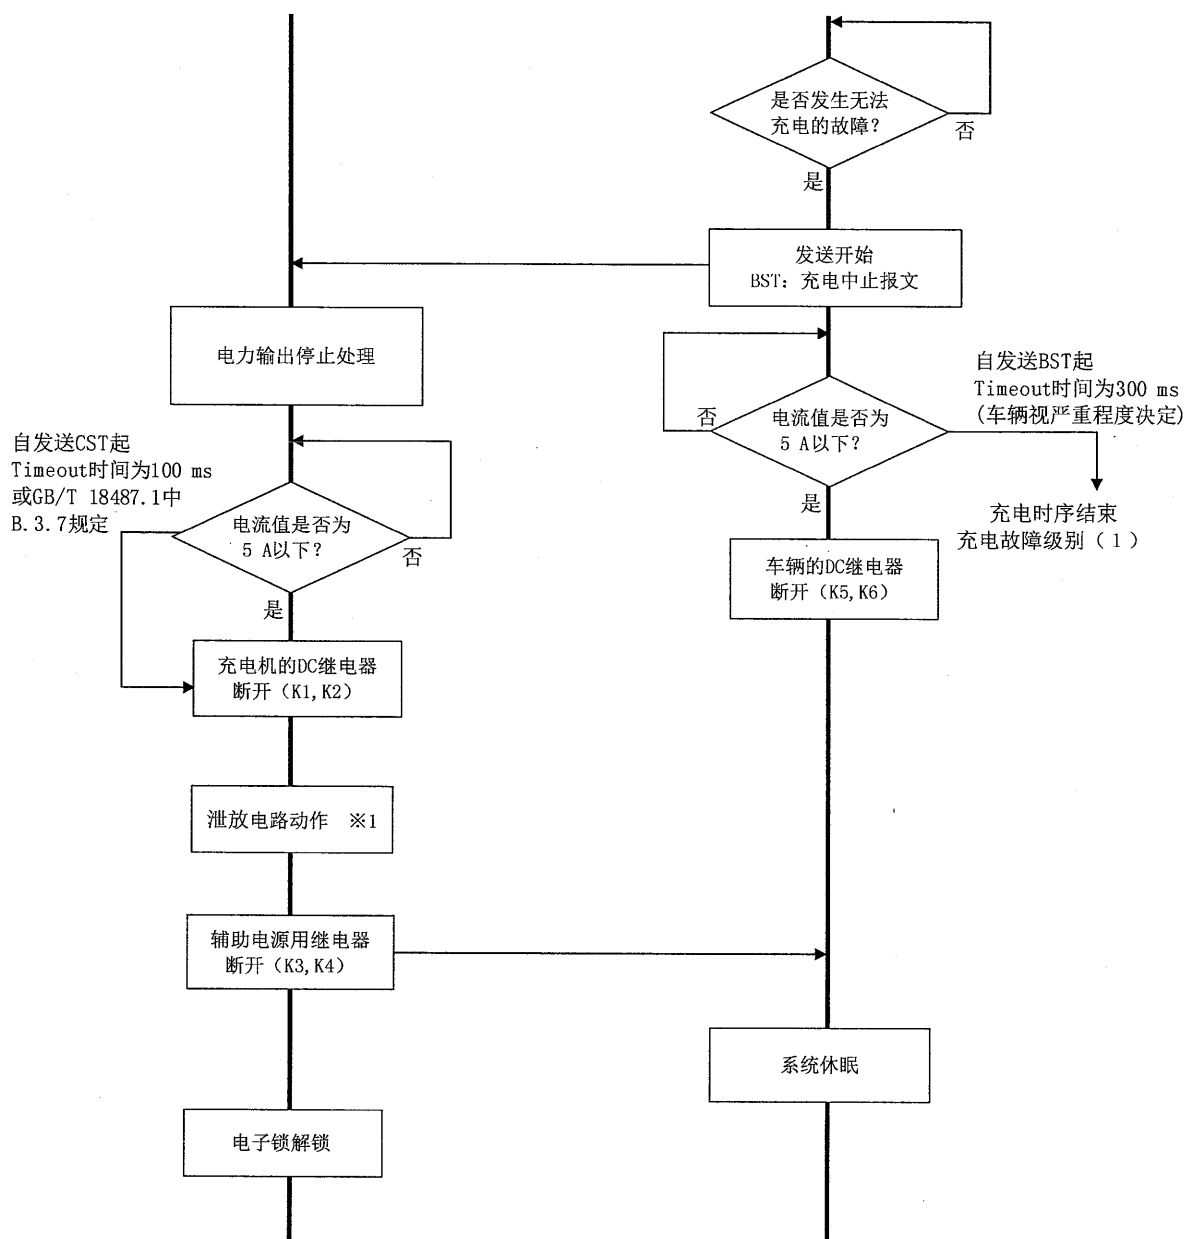 是否发生无法
充电的故障？
否
是
发送开始
BST：充电中止报文
电力输出停止处理
自发送BST起
Timeout时间为300 ms
(车辆视严重程度决定)
否
电流值是否为
5 A以下？
自发送CST起
Timeout时间为100 ms
或GB/T 18487.1中
B.3.7规定
是
电流值是否为
5 A以下？
否
充电时序结束
充电故障级别（1）
车辆的DC继电器
断开（K5,K6）
是
充电机的DC继电器
断开（K1,K2）
泄放电路动作 ※1
辅助电源用继电器
断开（K3,K4）
系统休眠
电子锁解锁